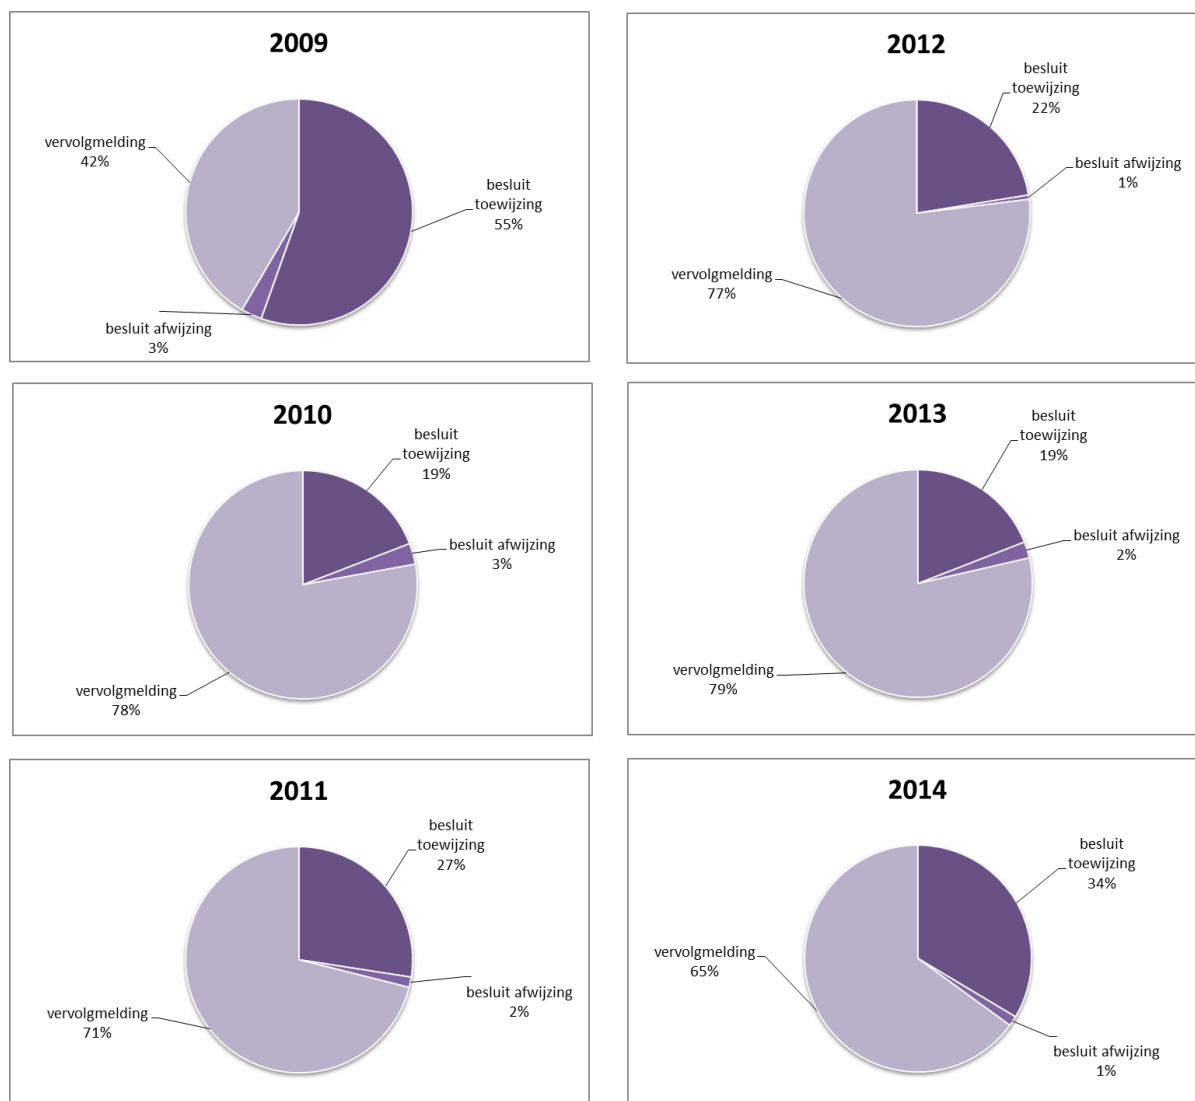 2009
vervolgmelding
42%
besluit
toewijzing
55%
besluit afwijzing
3%
2012
besluit
toewijzing
22%
besluit afwijzing
1%
vervolgmelding
77%
2010
besluit
toewijzing
19%
besluit afwijzing
3%
vervolgmelding
78%
2013
besluit
toewijzing
19%
besluit afwijzing
2%
vervolgmelding
79%
2011
besluit
toewijzing
27%
besluit afwijzing
2%
vervolgmelding
71%
2014
besluit
toewijzing
34%
vervolgmelding
65%
besluit afwijzing
1%